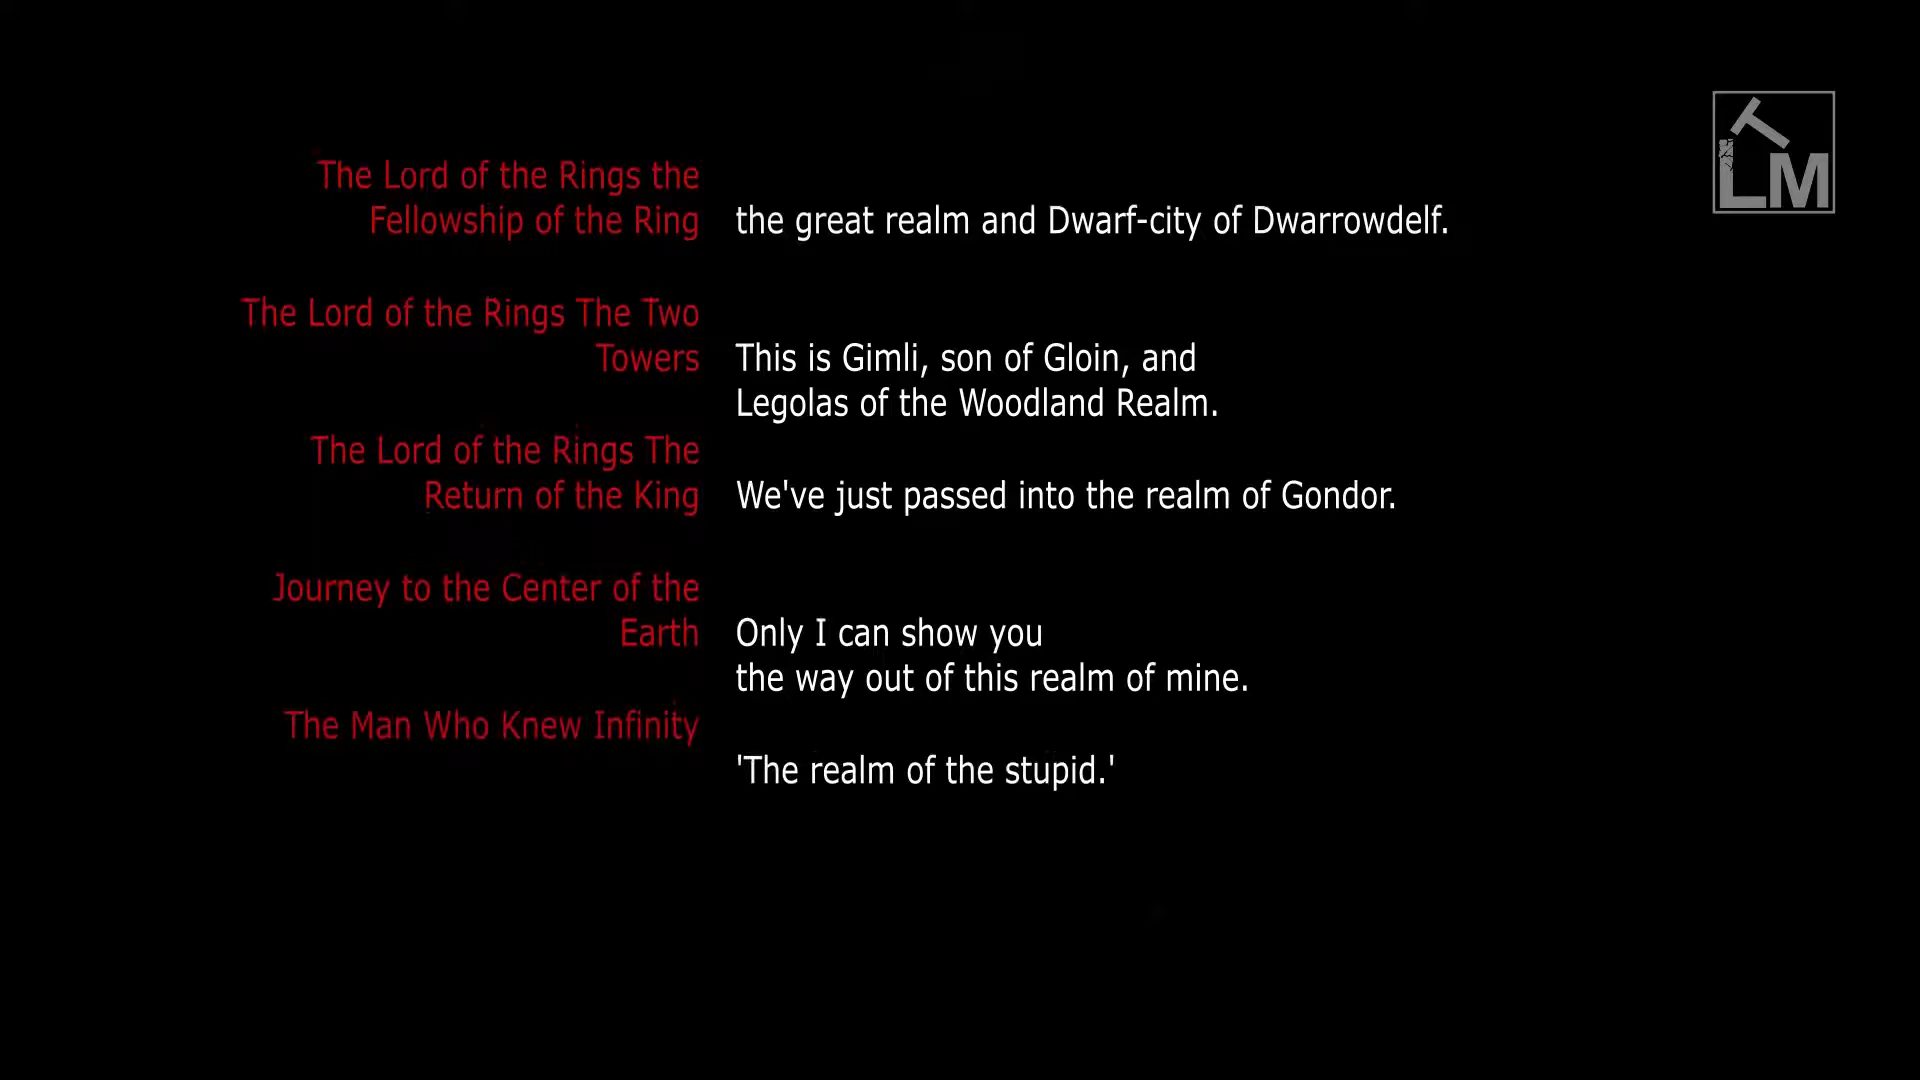 The Lord of the Rings the
Fellowship of the Ring
the great realm and Dwarf-city of Dwarrowdelf.
The Lord of the Rings The Two
Towers
This is Gimli, son of Gloin, and
Legolas of the Woodland Realm.
The Lord of the Rings The
Return of the King
We've just passed into the realm of Gondor.
Journey to the Center of the
Earth
Only I can show you
the way out of this realm of mine.
The Man Who Knew Infinity
'The realm of the stupid.'
LTM